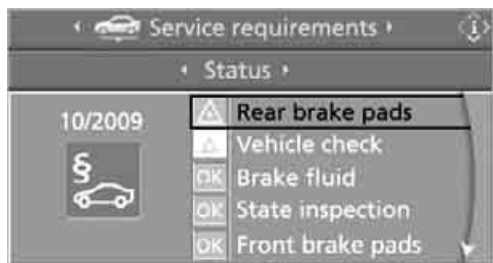 Service requirements
i
Status
10/2009
Rear brake pads
Vehicle check
§
OK Brake fluid
OK State inspection
OK Front brake pads